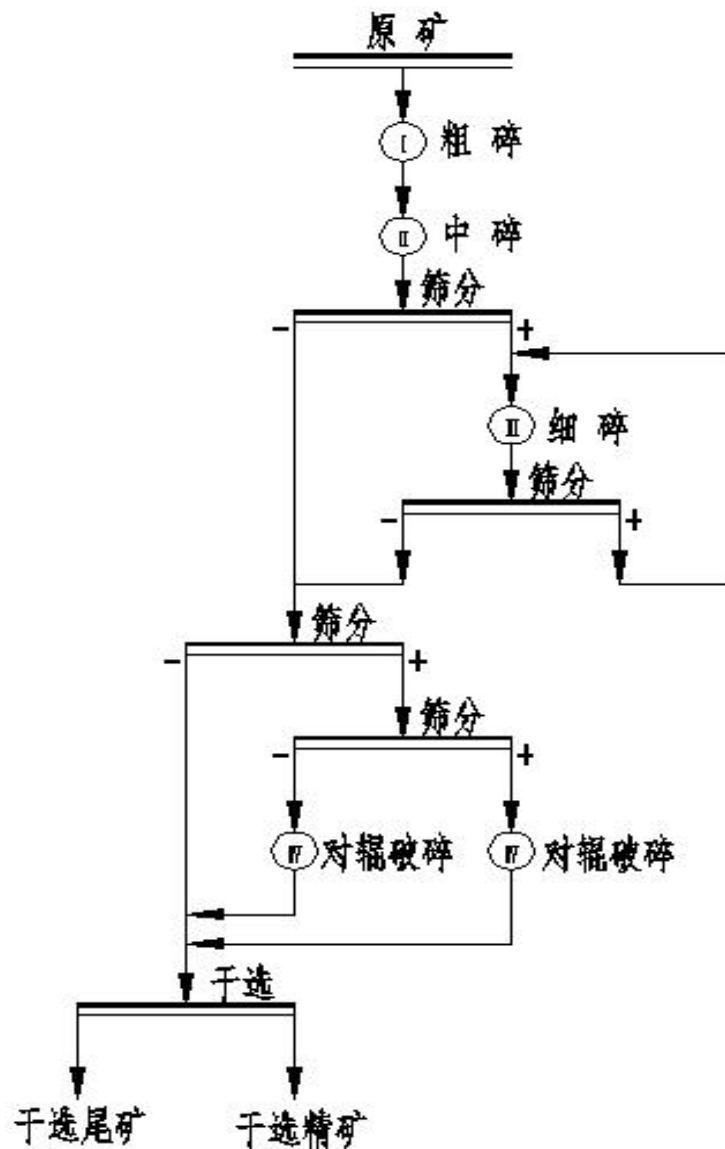 原矿
I 粗碎
II 中碎
筛分
- +
II 细碎
筛分
- +
筛分
- +
筛分
- +
IV 对辊破碎 IV 对辊破碎
干选
干选尾矿 干选精矿